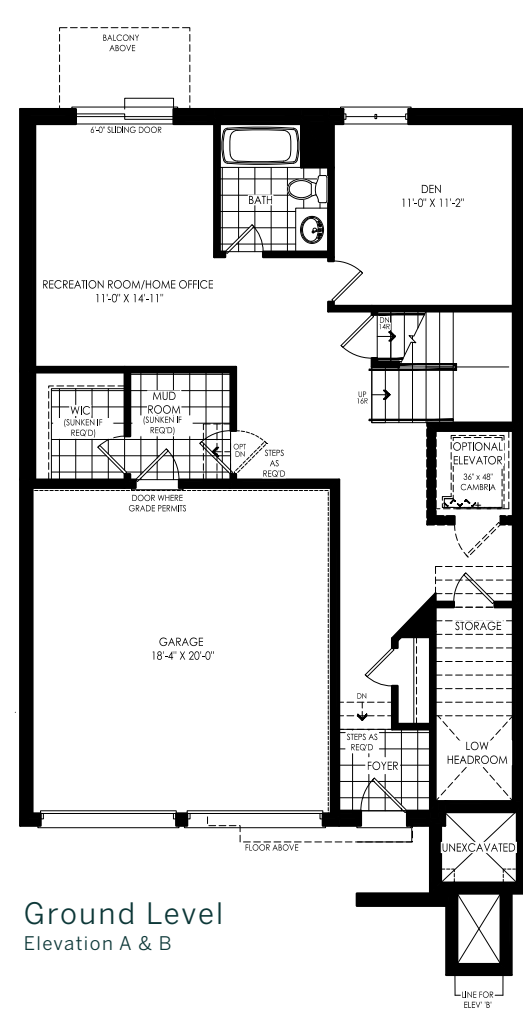 BALCONY
ABOVE
6'-0" SLIDING DOOR
BATH
DEN
11'-0" X 11'-2"
RECREATION ROOM/HOME OFFICE
11'-0" X 14'-11"
DN
14R
UP
16R
WIC
(SUNKEN IF
REQ'D)
MUD
ROOM
(SUNKEN IF
REQ'D)
OPT
DN
STEPS
AS
REQ'D
OPTIONAL
ELEVATOR
36" x 48"
CAMBRIA
DOOR WHERE
GRADE PERMITS
GARAGE
18'-4" X 20'-0"
STORAGE
DN
STEPS AS
REQ'D
FOYER
LOW
HEADROOM
FLOOR ABOVE
UNEXCAVATED
Ground Level
Elevation A & B
LINE FOR
ELEV' 'B'